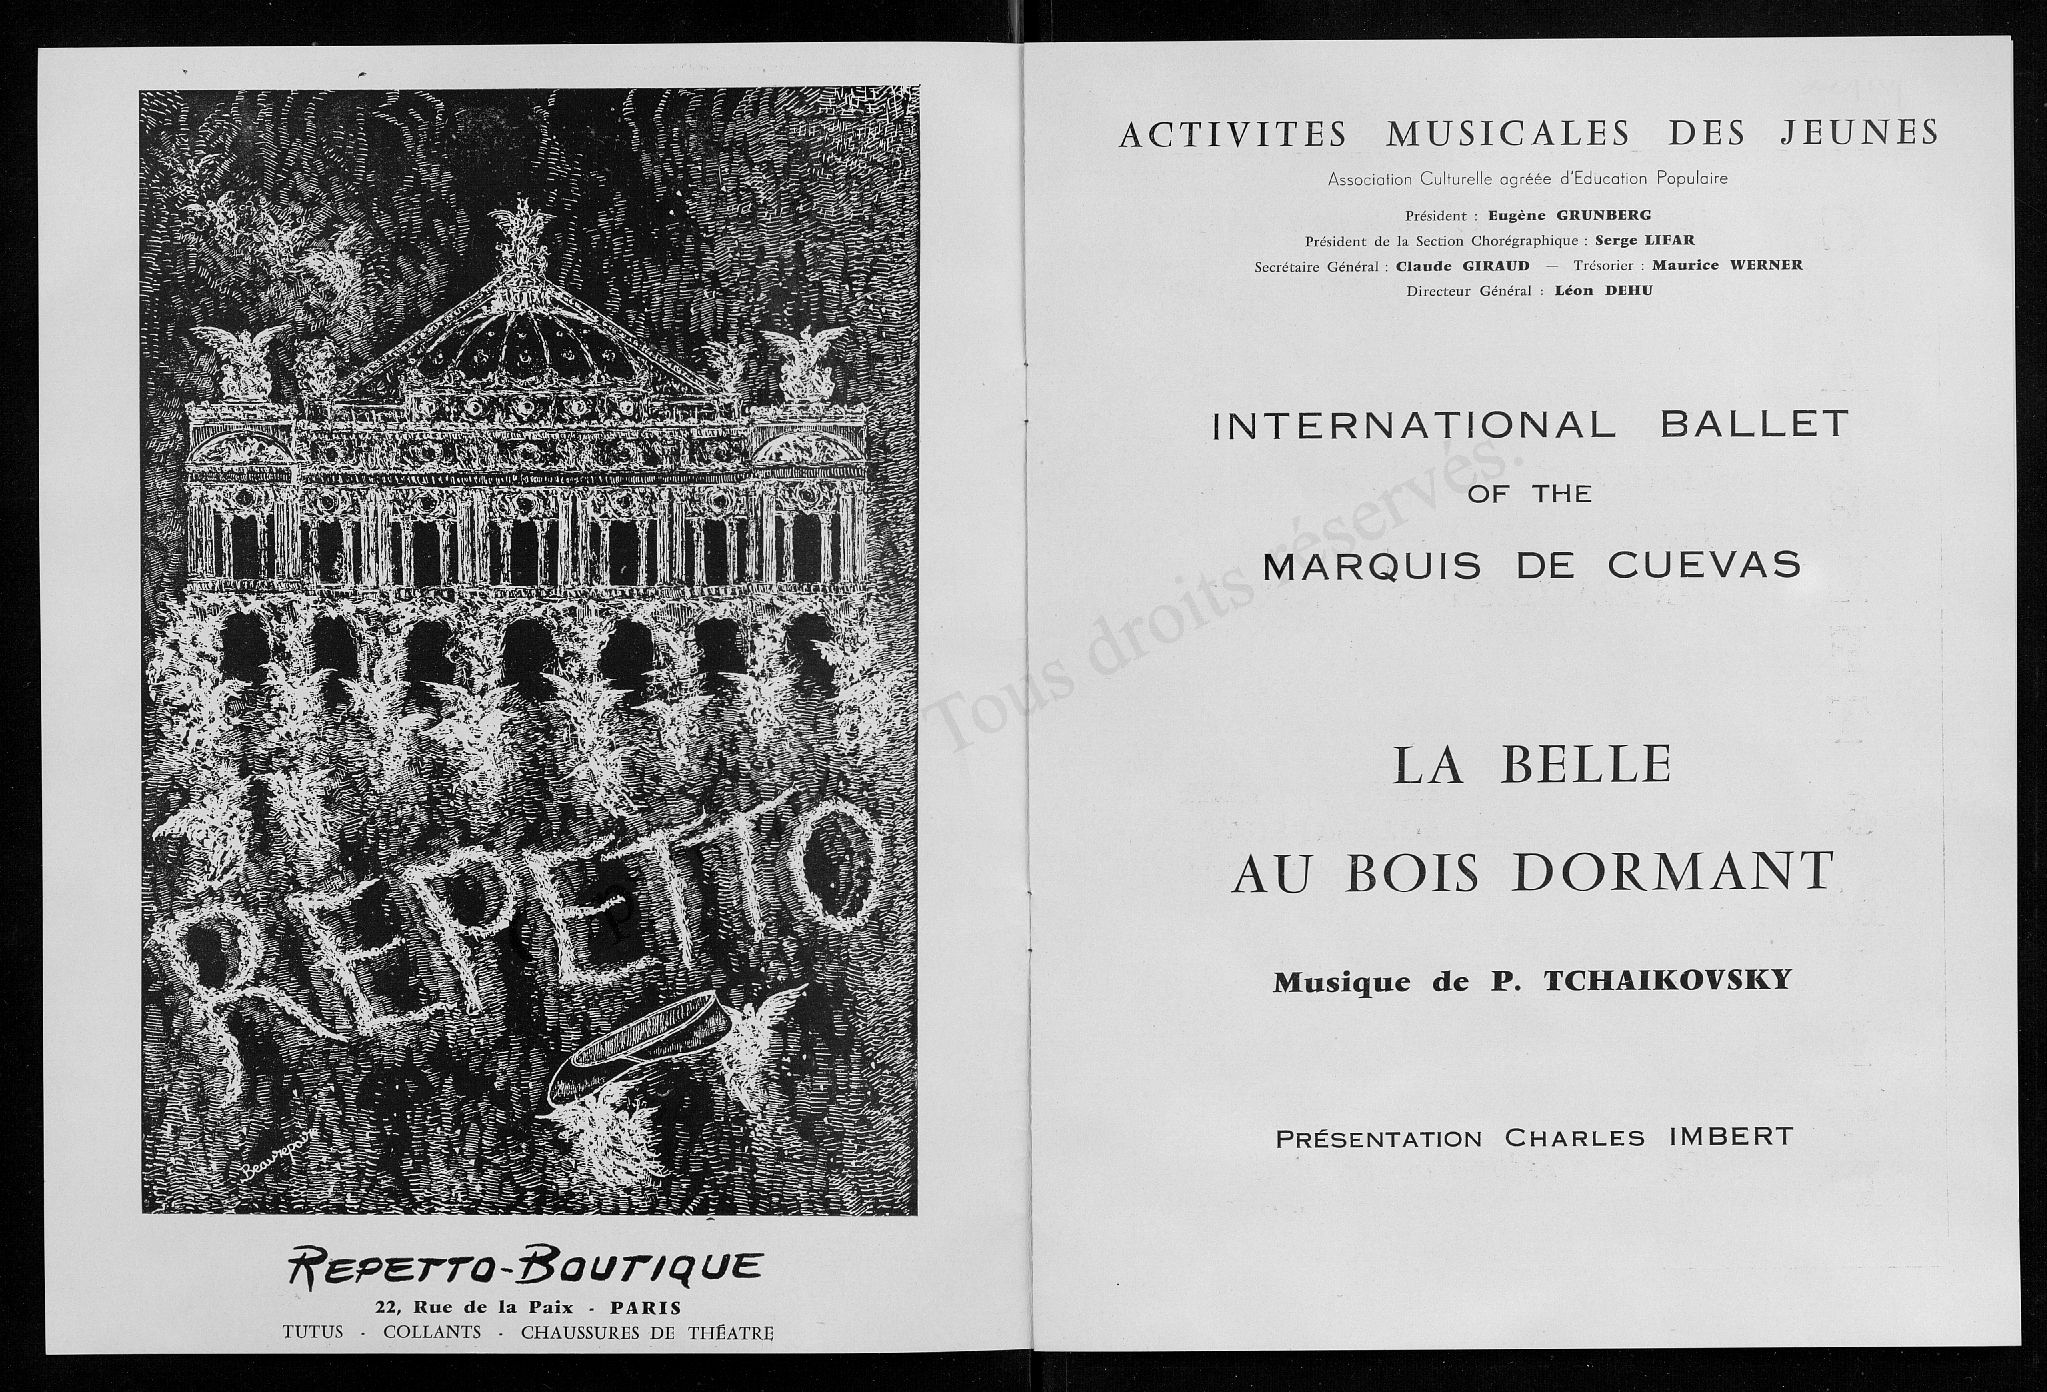 REPETTO
Beaurepaire
REPETTO-BOUTIQUE
22, Rue de la Paix - PARIS
TUTUS - COLLANTS - CHAUSSURES DE THÉATRE
ACTIVITES MUSICALES DES JEUNES
Association Culturelle agréée d'Education Populaire
Président : Eugène GRUNBERG
Président de la Section Chorégraphique : Serge LIFAR
Secrétaire Général : Claude GIRAUD — Trésorier : Maurice WERNER
Directeur Général : Léon DEHU
INTERNATIONAL BALLET
OF THE
MARQUIS DE CUEVAS
LA BELLE
AU BOIS DORMANT
Musique de P. TCHAIKOVSKY
PRÉSENTATION CHARLES IMBERT
Tous droits réservés.